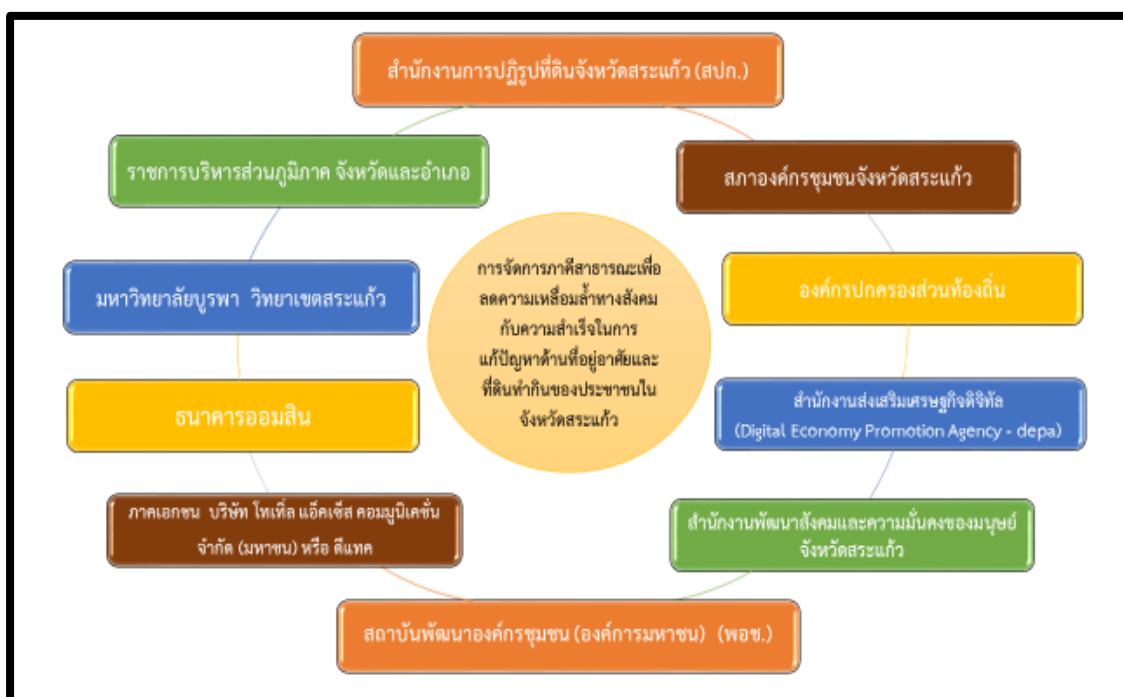 สำนักงานการปฏิรูปที่ดินจังหวัดสระแก้ว (สปก.)
ราชการบริหารส่วนภูมิภาค จังหวัดและอำเภอ
สภาองค์กรชุมชนจังหวัดสระแก้ว
มหาวิทยาลัยบูรพา วิทยาเขตสระแก้ว
การจัดการภาคีสาธารณะเพื่อ
ลดความเหลื่อมล้ำทางสังคม
กับความสำเร็จในการ
แก้ปัญหาด้านที่อยู่อาศัยและ
ที่ดินทำกินของประชาชนใน
จังหวัดสระแก้ว
องค์กรปกครองส่วนท้องถิ่น
ธนาคารออมสิน
สำนักงานส่งเสริมเศรษฐกิจดิจิทัล
(Digital Economy Promotion Agency - depa)
ภาคเอกชน บริษัท โทเทิ่ล แอ็คเซ็ส คอมมูนิเคชั่น
จำกัด (มหาชน) หรือ ดีแทค
สำนักงานพัฒนาสังคมและความมั่นคงของมนุษย์
จังหวัดสระแก้ว
สถาบันพัฒนาองค์กรชุมชน (องค์การมหาชน) (พอช.)